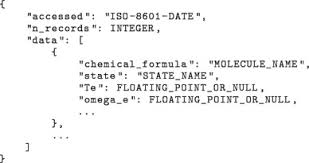 {
    "accessed": "ISO-8601-DATE",
    "n_records": INTEGER,
    "data": [
        {
            "chemical_formula": "MOLECULE_NAME",
            "state": "STATE_NAME",
            "Te": FLOATING_POINT_OR_NULL,
            "omega_e": FLOATING_POINT_OR_NULL,
            ...
        },
        ...
    ]
}